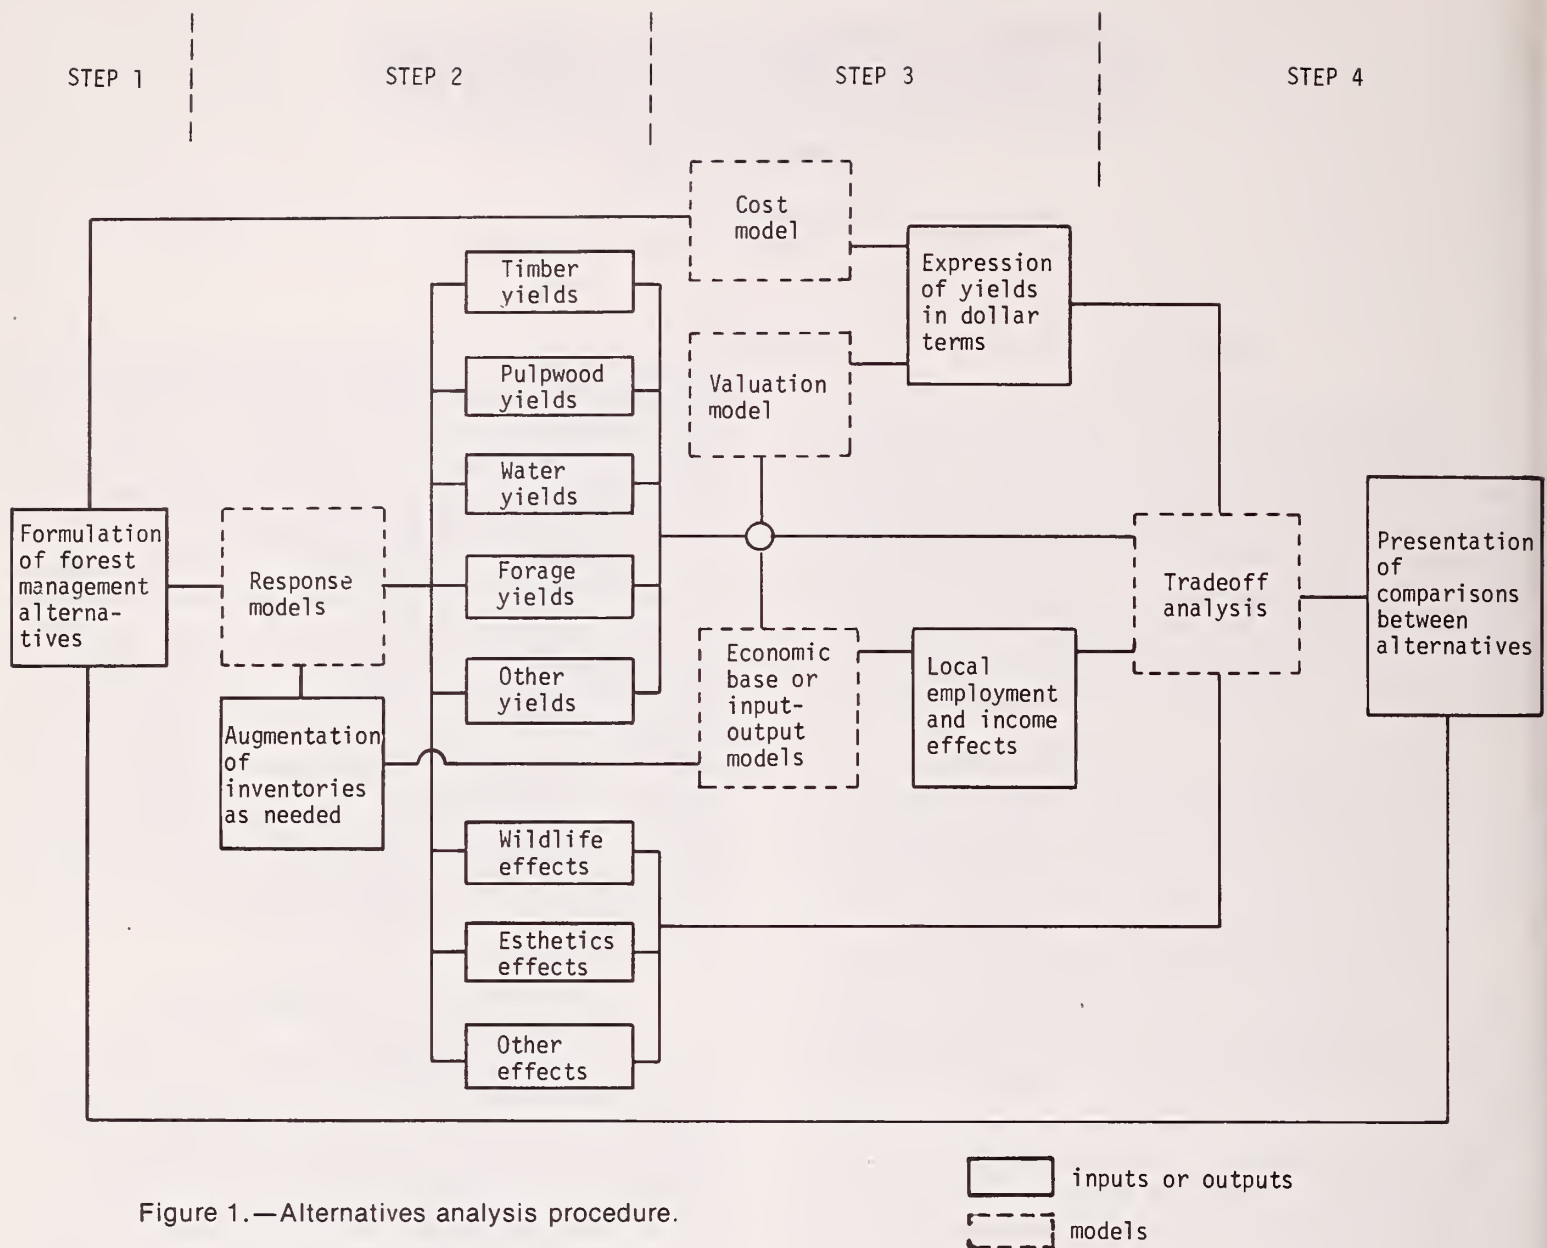 STEP 1
STEP 2
STEP 3
STEP 4
Cost
model
Expression
of yields
in dollar
terms
Timber
yields
Pulpwood
yields
Valuation
model
Water
yields
Formulation
of forest
management
alterna-
tives
Response
models
Forage
yields
Tradeoff
analysis
Presentation
of
comparisons
between
alternatives
Other
yields
Economic
base or
input-
output
models
Local
employment
and income
effects
Augmentation
of
inventories
as needed
Wildlife
effects
Esthetics
effects
Other
effects
inputs or outputs
models
Figure 1.—Alternatives analysis procedure.